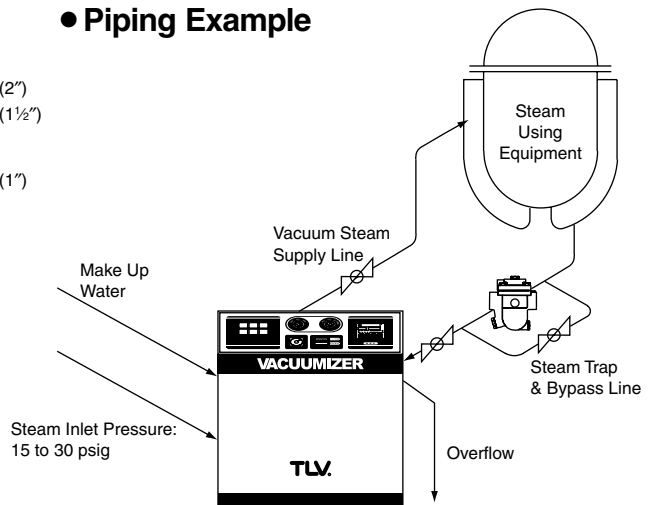 • Piping Example
(2″)
(1½″)
(1″)
Steam
Using
Equipment
Vacuum Steam
Supply Line
Make Up
Water
VACUUMIZER
Steam Trap
& Bypass Line
Steam Inlet Pressure:
15 to 30 psig
Overflow
TLV.